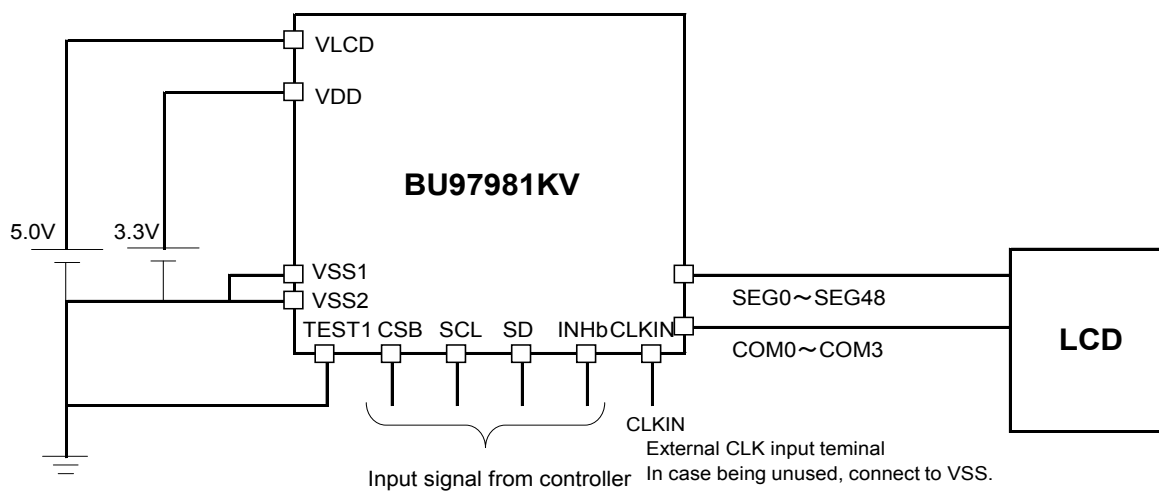 VLCD
VDD
BU97981KV
5.0V
3.3V
VSS1
VSS2
SEG0～SEG48
TEST1 CSB SCL SD INHb CLKIN
COM0～COM3
LCD
CLKIN
External CLK input teminal
Input signal from controller
In case being unused, connect to VSS.